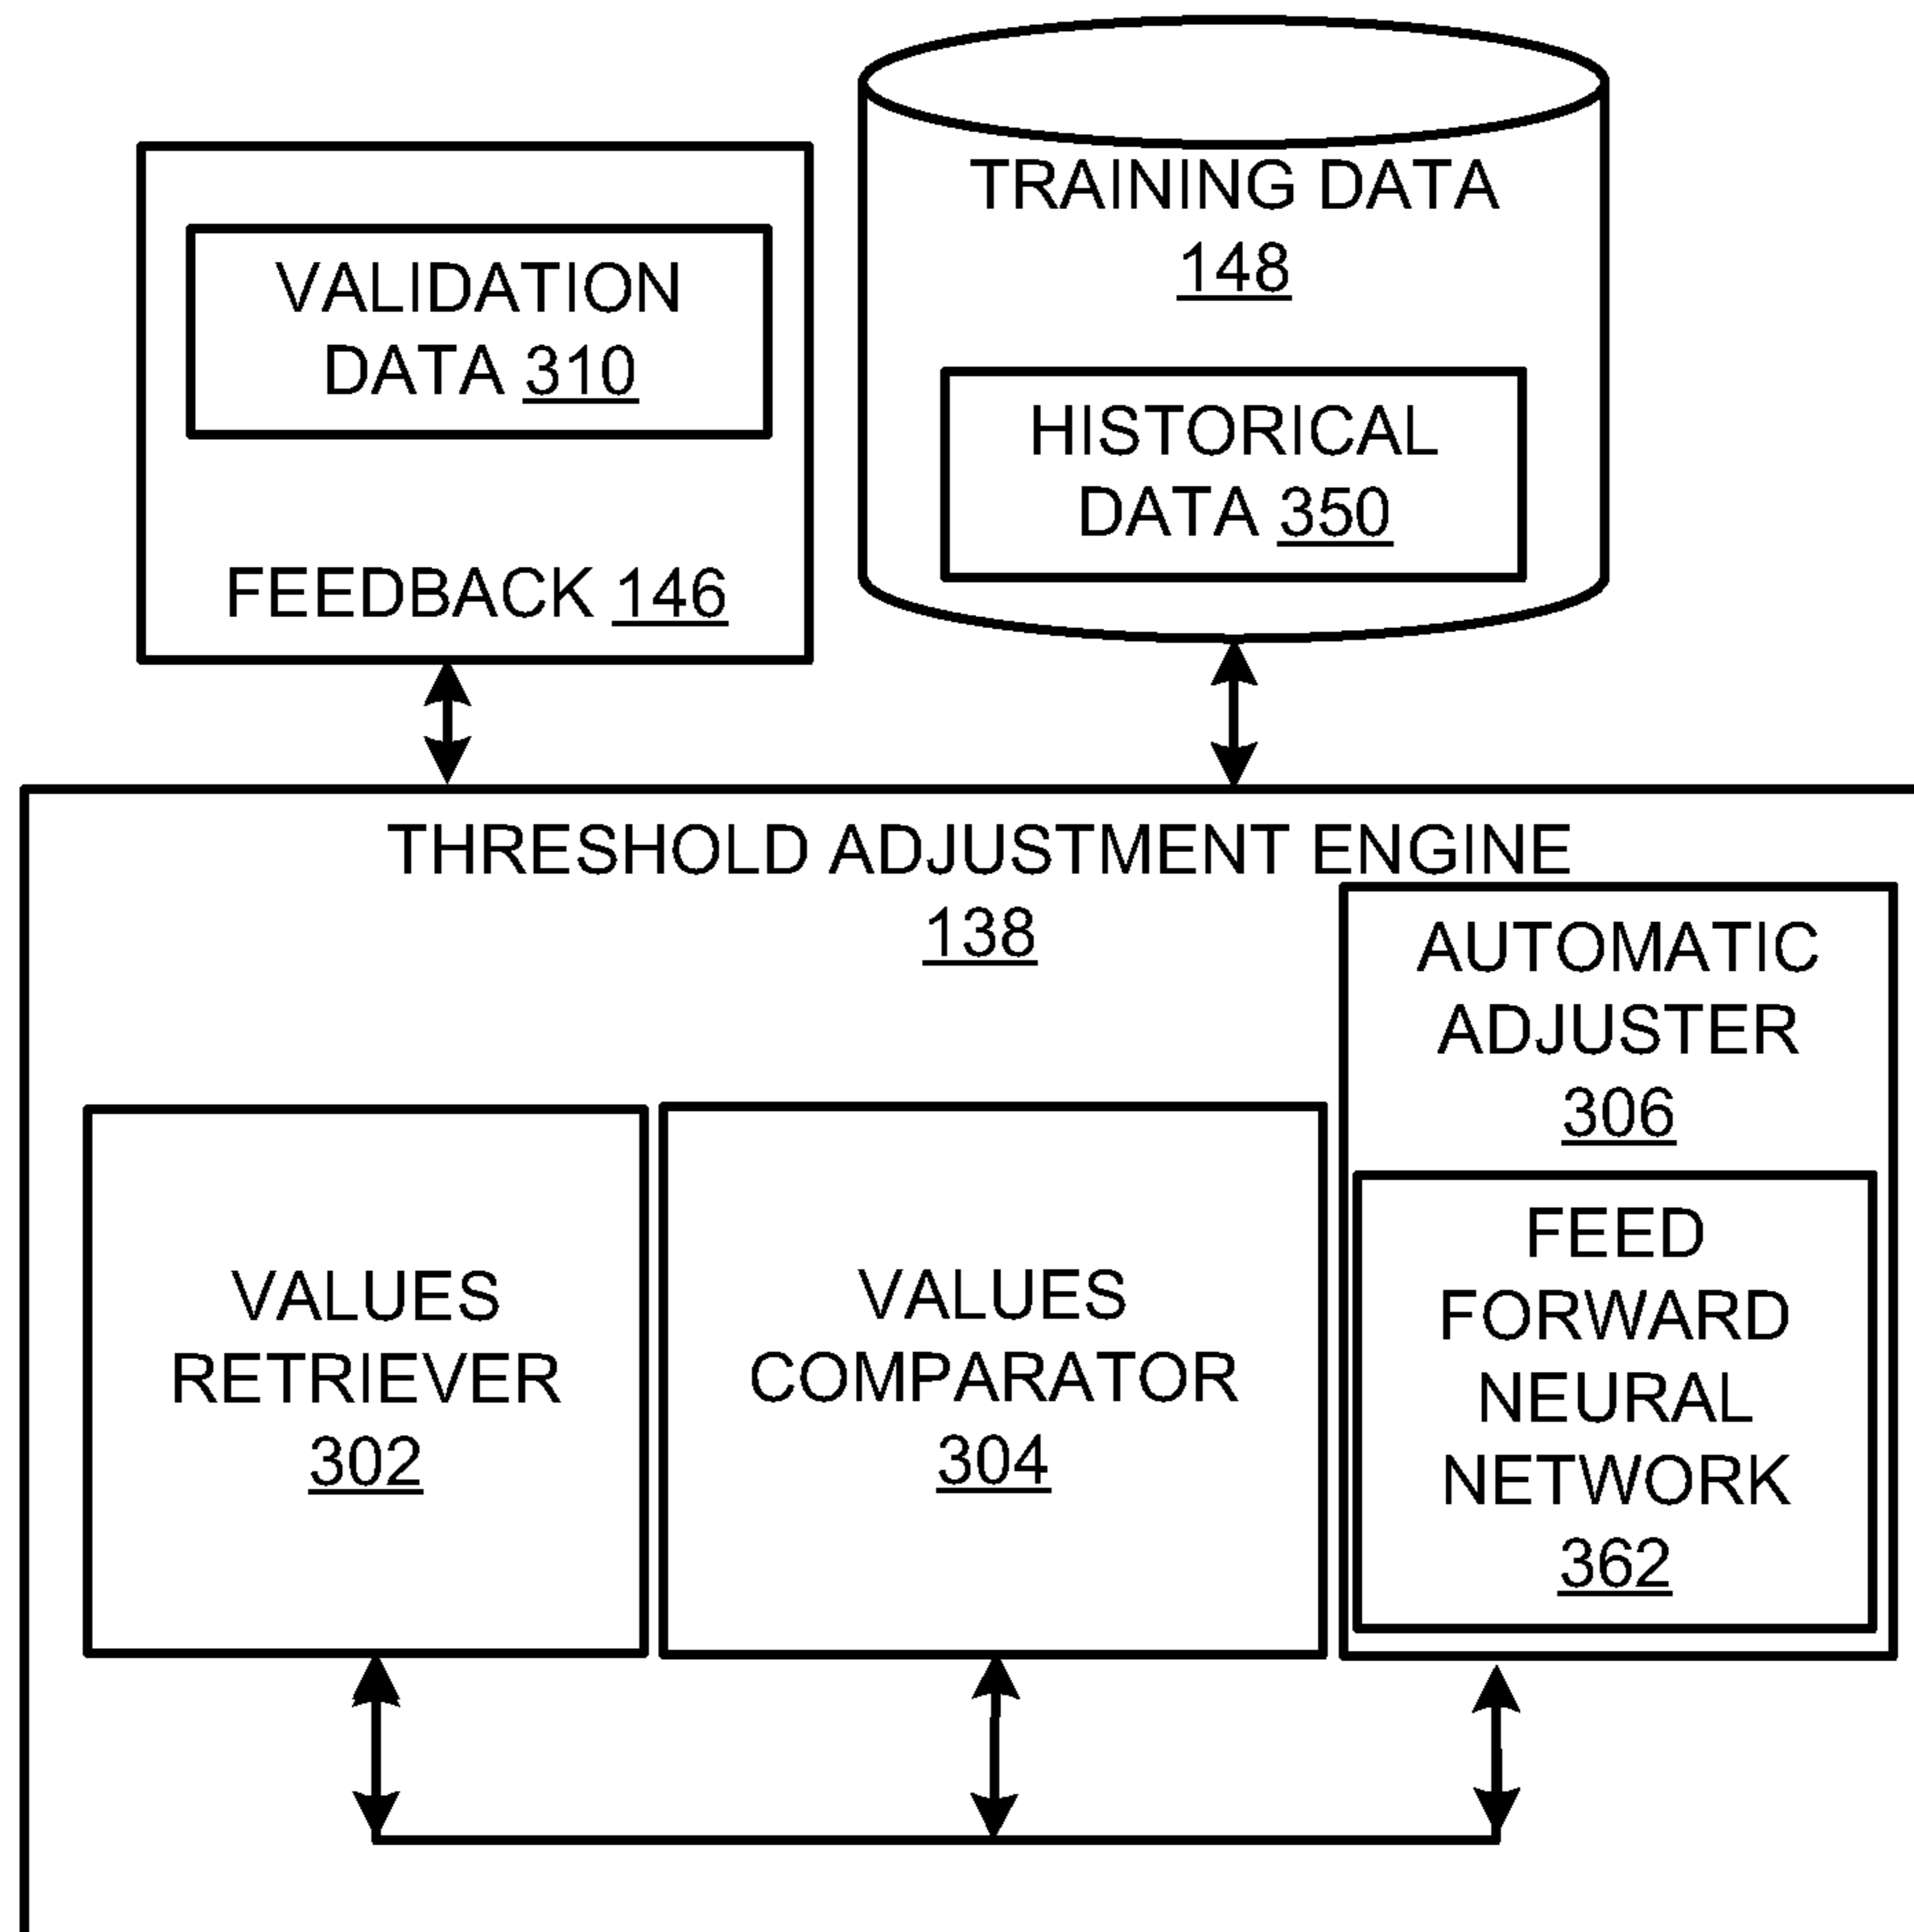 VALIDATION
DATA 310
FEEDBACK 146
TRAINING DATA
148
HISTORICAL
DATA 350
THRESHOLD ADJUSTMENT ENGINE
138
VALUES
RETRIEVER
302
VALUES
COMPARATOR
304
AUTOMATIC
ADJUSTER
306
FEED
FORWARD
NEURAL
NETWORK
362